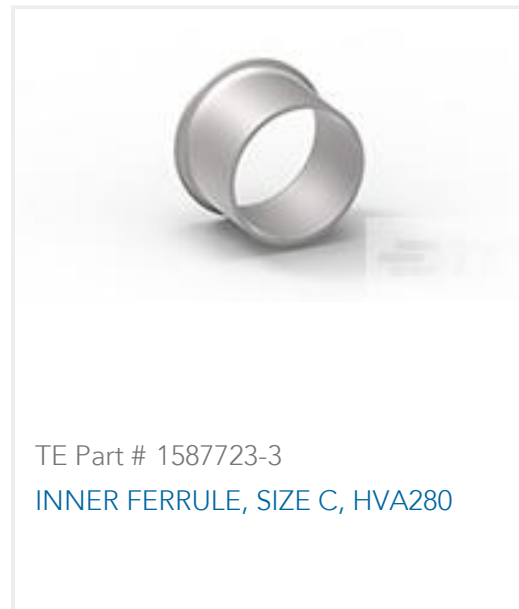 TE Part # 1587723-3
INNER FERRULE, SIZE C, HVA280